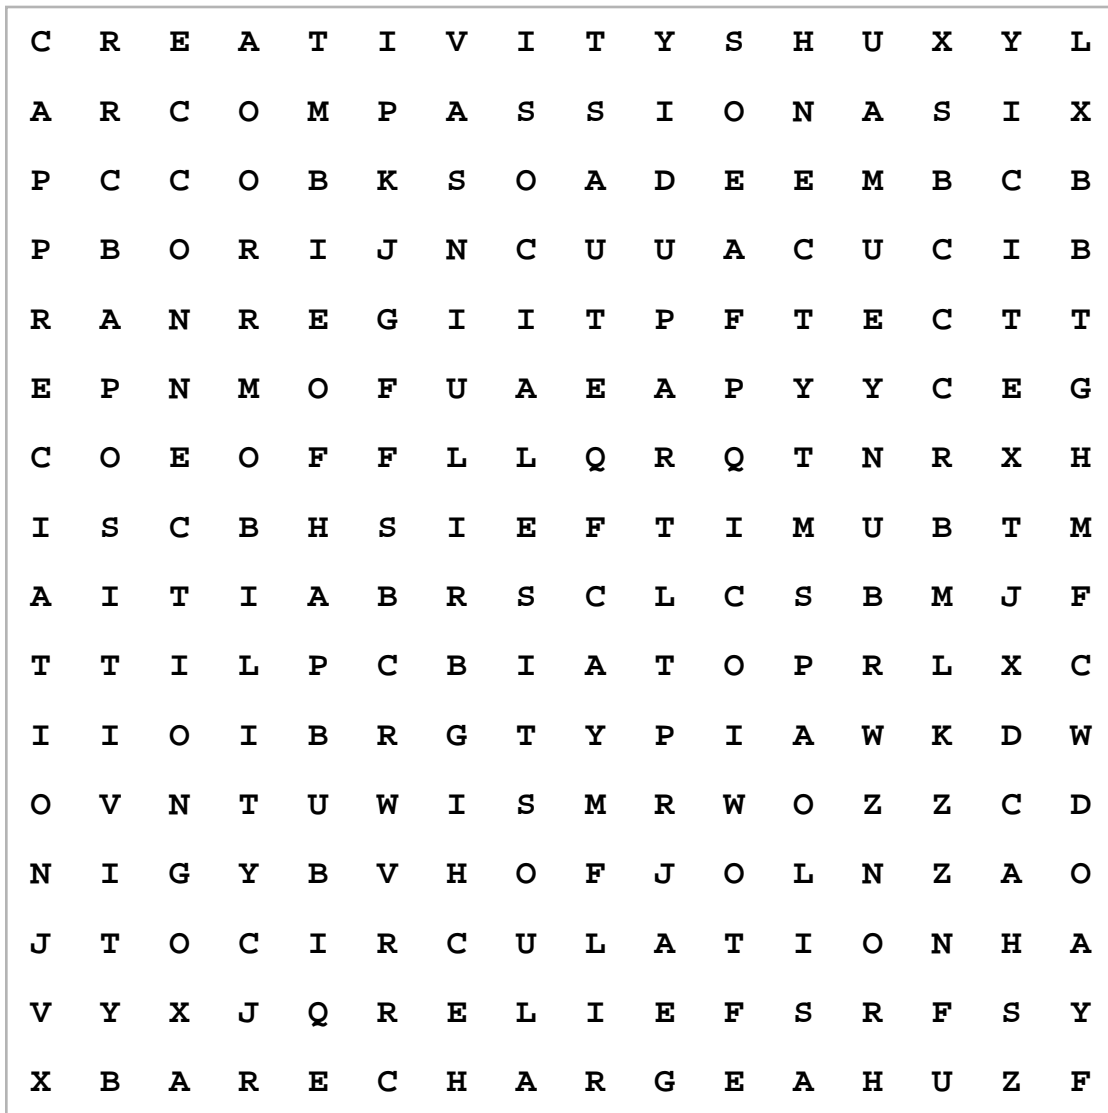 C R E A T I V I T Y S H U X Y L
A R C O M P A S S I O N A S I X
P C C O B K S O A D E E M B C B
P B O R I J N C U U A C U C I B
R A N R E G I I T P F T E C T T
E P N M O F U A E A P Y Y C E G
C O E O F F L L Q R Q T N R X H
I S C B H S I E F T I M U B T M
A I T I A B R S C L C S B M J F
T T I L P C B I A T O P R L X C
I I O I B R G T Y P I A W K D W
O V N T U W I S M R W O Z Z C D
N I G Y B V H O F J O L N Z A O
J T O C I R C U L A T I O N H A
V Y X J Q R E L I E F S R F S Y
X B A R E C H A R G E A H U Z F